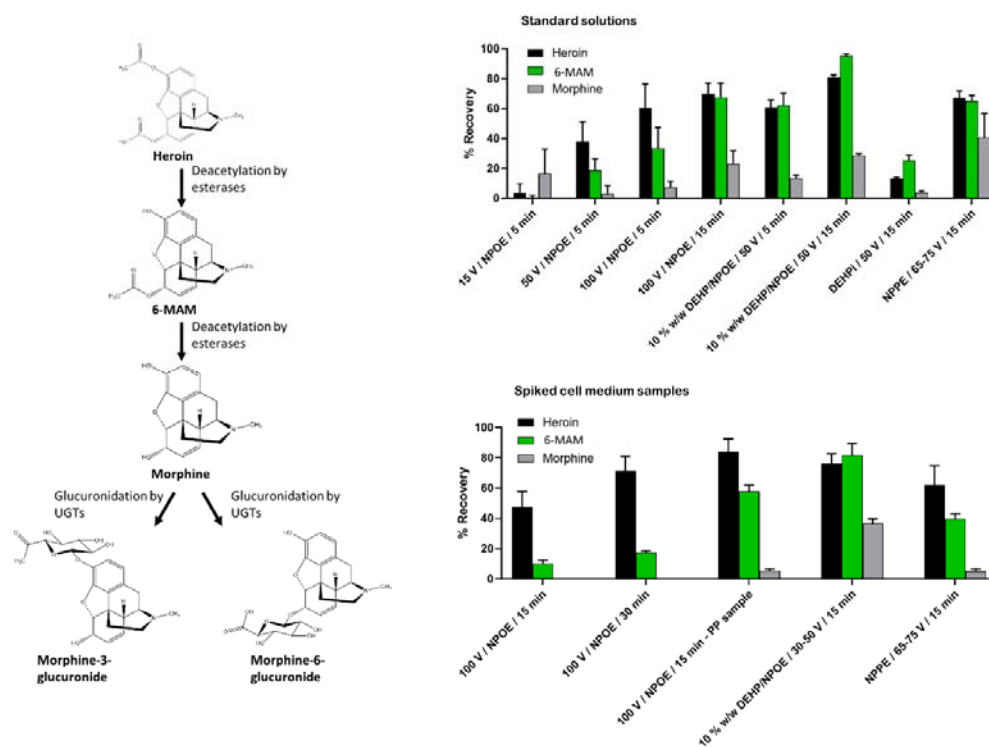 Heroin
Deacetylation by
esterases
6-MAM
Deacetylation by
esterases
Morphine
Glucuronidation by
UGTs
Glucuronidation by
UGTs
Morphine-3-
glucuronide
Morphine-6-
glucuronide
Standard solutions
% Recovery
100
80
60
40
20
0
Heroin
6-MAM
Morphine
15 V / NPOE / 5 min
50 V / NPOE / 5 min
100 V / NPOE / 5 min
100 V / NPOE / 15 min
10 % w/w DEHP/NPOE / 50 V / 5 min
10 % w/w DEHP/NPOE / 50 V / 15 min
DEHPi / 50 V / 15 min
NPPE / 65-75 V / 15 min
Spiked cell medium samples
% Recovery
100
80
60
40
20
0
Heroin
6-MAM
Morphine
100 V / NPOE / 15 min
100 V / NPOE / 30 min
100 V / NPOE / 15 min - PP sample
10 % w/w DEHP/NPOE / 30-50 V / 15 min
NPPE / 65-75 V / 15 min